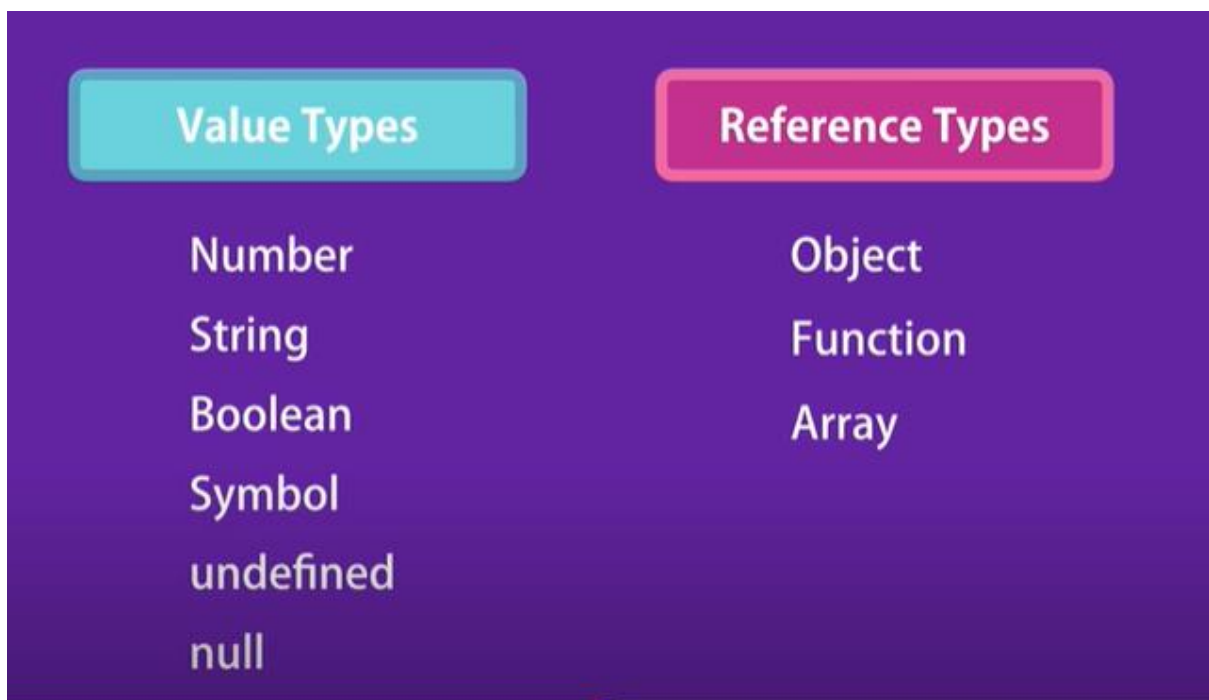 Value Types
Number
String
Boolean
Symbol
undefined
null
Reference Types
Object
Function
Array